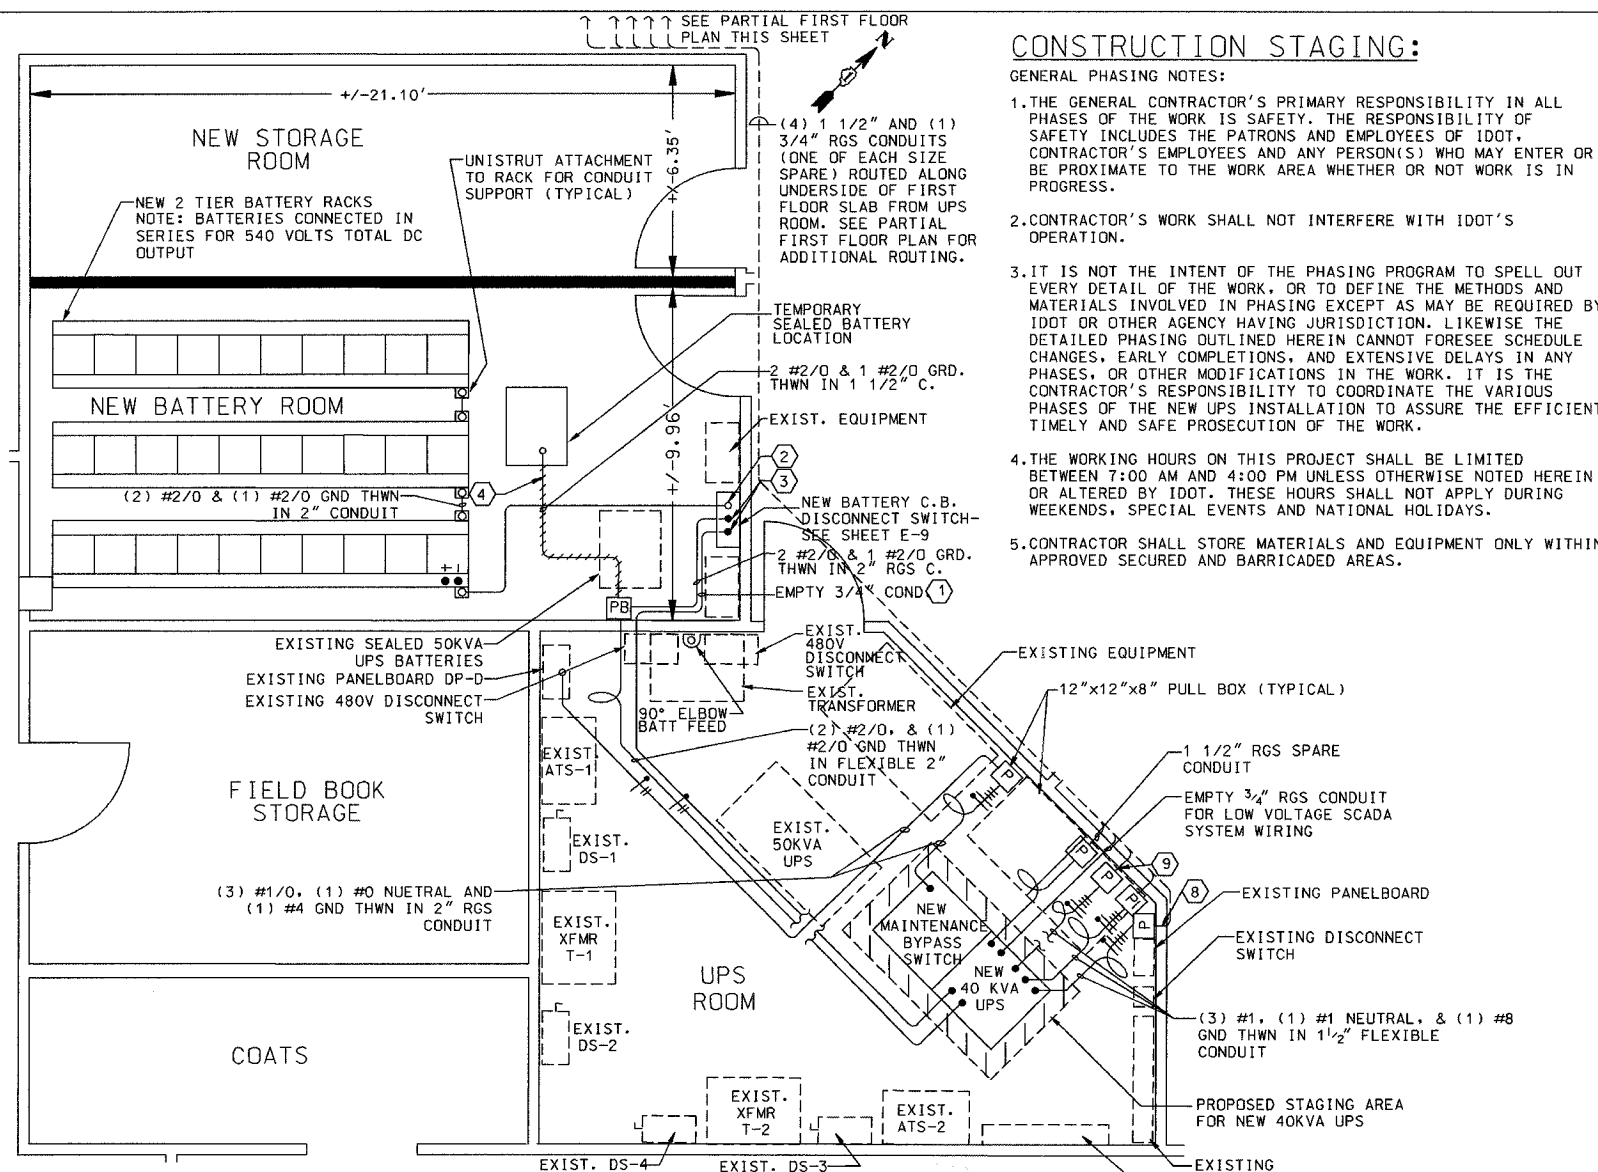 SEE PARTIAL FIRST FLOOR
PLAN THIS SHEET
N
+/-21.10'
NEW STORAGE
ROOM
+/-6.35'
UNISTRUT ATTACHMENT
TO RACK FOR CONDUIT
SUPPORT (TYPICAL)
NEW 2 TIER BATTERY RACKS
NOTE: BATTERIES CONNECTED IN
SERIES FOR 540 VOLTS TOTAL DC
OUTPUT
(4) 1 1/2" AND (1)
3/4" RGS CONDUITS
(ONE OF EACH SIZE
SPARE) ROUTED ALONG
UNDERSIDE OF FIRST
FLOOR SLAB FROM UPS
ROOM. SEE PARTIAL
FIRST FLOOR PLAN FOR
ADDITIONAL ROUTING.
TEMPORARY
SEALED BATTERY
LOCATION
2 #2/0 & 1 #2/0 GRD.
THWN IN 1 1/2" C.
NEW BATTERY ROOM
+/-9.96'
EXIST. EQUIPMENT
2
3
(2) #2/0 & (1) #2/0 GND THWN
IN 2" CONDUIT
4
NEW BATTERY C.B.
DISCONNECT SWITCH-
SEE SHEET E-9
2 #2/0 & 1 #2/0 GRD.
THWN IN 2" RGS C.
EMPTY 3/4" COND
1
+ -
PB
EXISTING SEALED 50KVA
UPS BATTERIES
EXISTING PANELBOARD DP-D
EXISTING 480V DISCONNECT
SWITCH
EXIST.
480V
DISCONNECT
SWITCH
EXIST.
TRANSFORMER
90° ELBOW
BATT FEED
(2) #2/0, & (1)
#2/0 GND THWN
IN FLEXIBLE 2"
CONDUIT
EXISTING EQUIPMENT
12"x12"x8" PULL BOX (TYPICAL)
1 1/2" RGS SPARE
CONDUIT
EMPTY 3/4" RGS CONDUIT
FOR LOW VOLTAGE SCADA
SYSTEM WIRING
FIELD BOOK
STORAGE
EXIST.
ATS-1
EXIST.
DS-1
EXIST.
50KVA
UPS
P
P
P
P
P
9
8
(3) #1/0, (1) #0 NUETRAL AND
(1) #4 GND THWN IN 2" RGS
CONDUIT
EXISTING PANELBOARD
EXISTING DISCONNECT
SWITCH
EXIST.
XFMR
T-1
NEW
MAINTENANCE
BYPASS
SWITCH
NEW
40 KVA
UPS
UPS
ROOM
EXIST.
DS-2
COATS
(3) #1, (1) #1 NEUTRAL, & (1) #8
GND THWN IN 1 1/2" FLEXIBLE
CONDUIT
EXIST.
XFMR
T-2
EXIST.
ATS-2
PROPOSED STAGING AREA
FOR NEW 40KVA UPS
EXIST. DS-4
EXIST. DS-3
EXISTING
CONSTRUCTION STAGING:
GENERAL PHASING NOTES:
1. THE GENERAL CONTRACTOR'S PRIMARY RESPONSIBILITY IN ALL
PHASES OF THE WORK IS SAFETY. THE RESPONSIBILITY OF
SAFETY INCLUDES THE PATRONS AND EMPLOYEES OF IDOT,
CONTRACTOR'S EMPLOYEES AND ANY PERSON(S) WHO MAY ENTER OR
BE PROXIMATE TO THE WORK AREA WHETHER OR NOT WORK IS IN
PROGRESS.
2. CONTRACTOR'S WORK SHALL NOT INTERFERE WITH IDOT'S
OPERATION.
3. IT IS NOT THE INTENT OF THE PHASING PROGRAM TO SPELL OUT
EVERY DETAIL OF THE WORK, OR TO DEFINE THE METHODS AND
MATERIALS INVOLVED IN PHASING EXCEPT AS MAY BE REQUIRED BY
IDOT OR OTHER AGENCY HAVING JURISDICTION. LIKEWISE THE
DETAILED PHASING OUTLINED HEREIN CANNOT FORESEE SCHEDULE
CHANGES, EARLY COMPLETIONS, AND EXTENSIVE DELAYS IN ANY
PHASES, OR OTHER MODIFICATIONS IN THE WORK. IT IS THE
CONTRACTOR'S RESPONSIBILITY TO COORDINATE THE VARIOUS
PHASES OF THE NEW UPS INSTALLATION TO ASSURE THE EFFICIENT
TIMELY AND SAFE PROSECUTION OF THE WORK.
4. THE WORKING HOURS ON THIS PROJECT SHALL BE LIMITED
BETWEEN 7:00 AM AND 4:00 PM UNLESS OTHERWISE NOTED HEREIN
OR ALTERED BY IDOT. THESE HOURS SHALL NOT APPLY DURING
WEEKENDS, SPECIAL EVENTS AND NATIONAL HOLIDAYS.
5. CONTRACTOR SHALL STORE MATERIALS AND EQUIPMENT ONLY WITHIN
APPROVED SECURED AND BARRICADED AREAS.